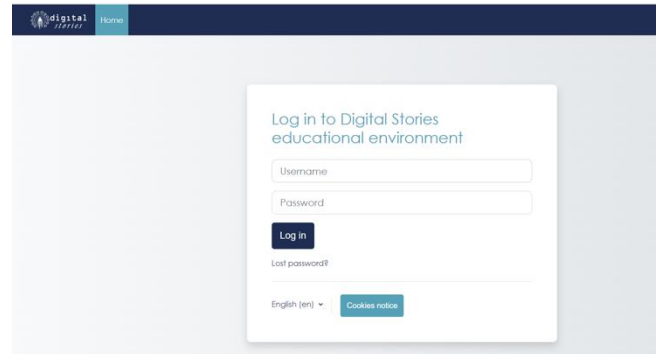 digital
stories
Home
Log in to Digital Stories
educational environment
Username
Password
Log in
Lost password?
English (en)
Cookies notice